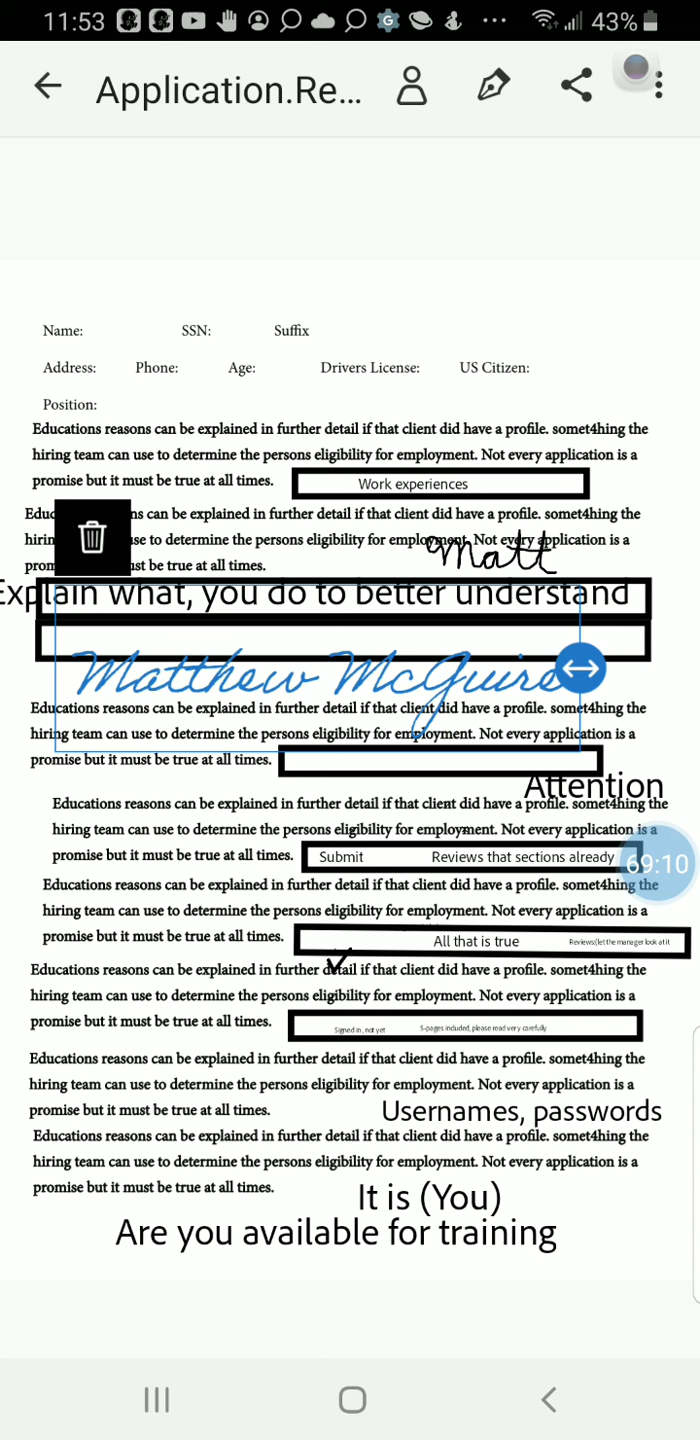 11:53 43%
Application.Re...
Name: SSN: Suffix
Address: Phone: Age: Drivers License: US Citizen:
Position:
Educations reasons can be explained in further detail if that client did have a profile. somet4hing the
hiring team can use to determine the persons eligibility for employment. Not every application is a
promise but it must be true at all times.
Work experiences
Educ ns can be explained in further detail if that client did have a profile. somet4hing the
hirin use to determine the persons eligibility for employment. Not every application is a
prom ust be true at all times.
Matt
Explain what, you do to better understand
Matthew McGuire
Educations reasons can be explained in further detail if that client did have a profile. somet4hing the
hiring team can use to determine the persons eligibility for employment. Not every application is a
promise but it must be true at all times.
Attention
Educations reasons can be explained in further detail if that client did have a profile. somet4hing the
hiring team can use to determine the persons eligibility for employment. Not every application is a
promise but it must be true at all times.
Submit Reviews that sections already
69:10
Educations reasons can be explained in further detail if that client did have a profile. somet4hing the
hiring team can use to determine the persons eligibility for employment. Not every application is a
promise but it must be true at all times.
All that is true Reviews:(let the manager look at it
Educations reasons can be explained in further detail if that client did have a profile. somet4hing the
hiring team can use to determine the persons eligibility for employment. Not every application is a
promise but it must be true at all times.
Signed in, not yet 5-pages included, please read very carefully
Educations reasons can be explained in further detail if that client did have a profile. somet4hing the
hiring team can use to determine the persons eligibility for employment. Not every application is a
promise but it must be true at all times.
Usernames, passwords
Educations reasons can be explained in further detail if that client did have a profile. somet4hing the
hiring team can use to determine the persons eligibility for employment. Not every application is a
promise but it must be true at all times.
It is (You)
Are you available for training